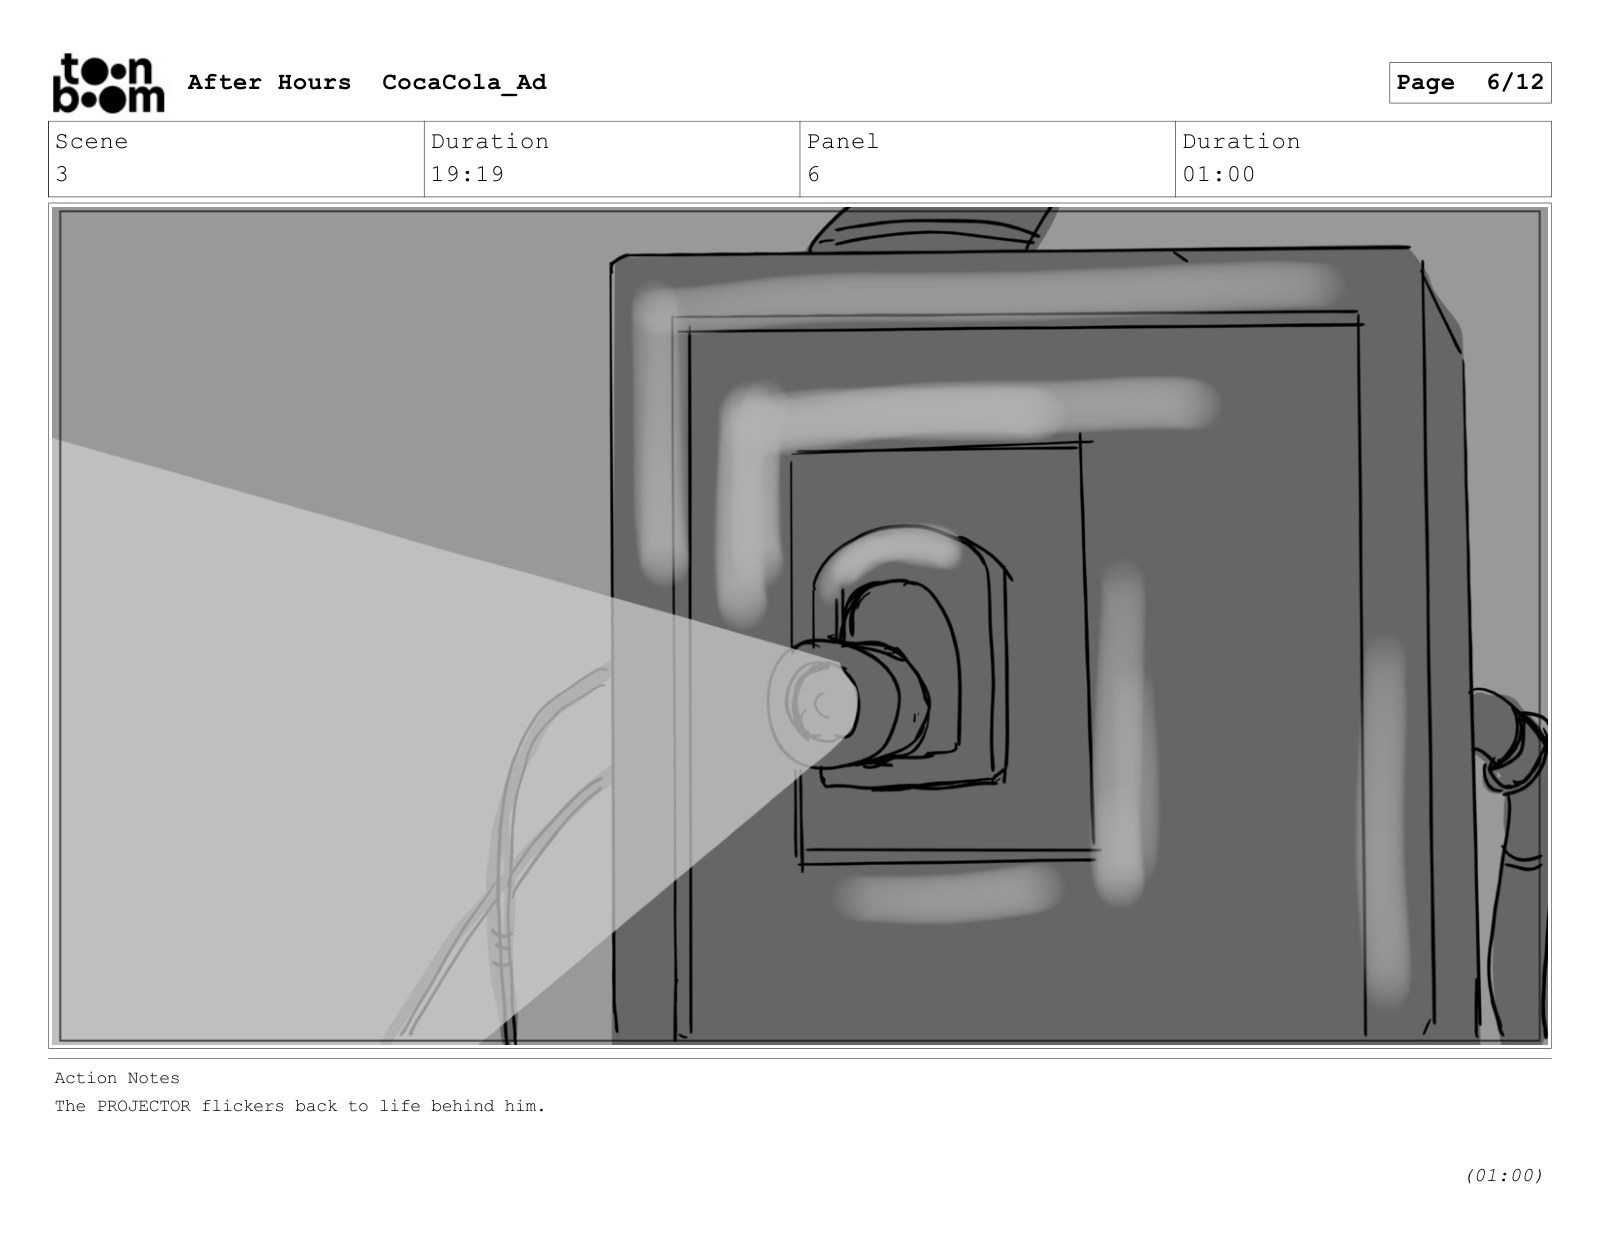 toon
boom
After Hours  CocaCola_Ad
Page  6/12
Scene
3
Duration
19:19
Panel
6
Duration
01:00
Action Notes
The PROJECTOR flickers back to life behind him.
(01:00)